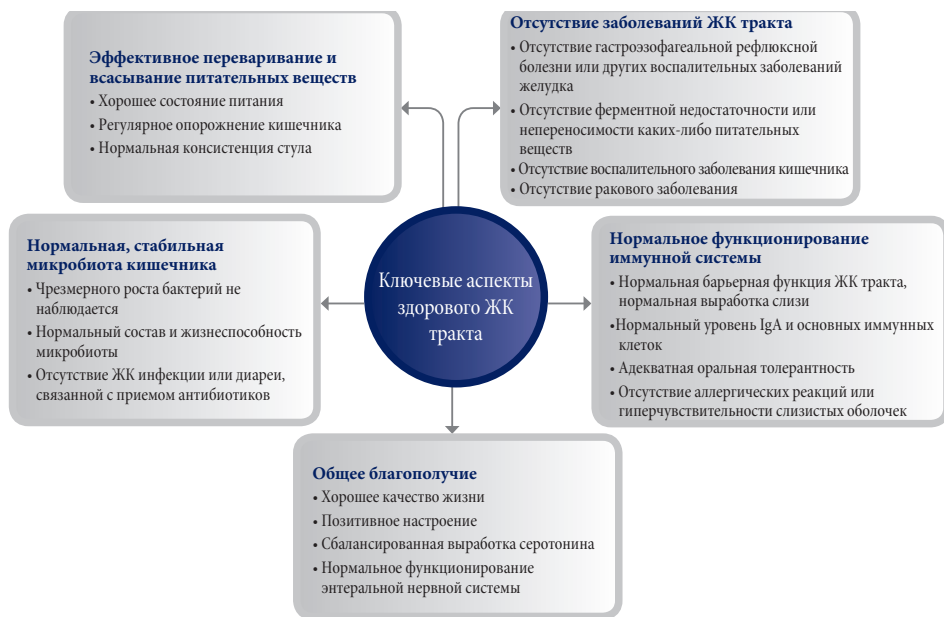 Эффективное переваривание и
всасывание питательных веществ
• Хорошее состояние питания
• Регулярное опорожнение кишечника
• Нормальная консистенция стула
Отсутствие заболеваний ЖК тракта
• Отсутствие гастроэзофагеальной рефлюксной
болезни или других воспалительных заболеваний
желудка
• Отсутствие ферментной недостаточности или
непереносимости каких-либо питательных
веществ
• Отсутствие воспалительного заболевания кишечника
• Отсутствие ракового заболевания
Нормальная, стабильная
микробиота кишечника
• Чрезмерного роста бактерий не
наблюдается
• Нормальный состав и жизнеспособность
микробиоты
• Отсутствие ЖК инфекции или диареи,
связанной с приемом антибиотиков
Ключевые аспекты
здорового ЖК
тракта
Нормальное функционирование
иммунной системы
• Нормальная барьерная функция ЖК тракта,
нормальная выработка слизи
•Нормальный уровень IgA и основных иммунных
клеток
• Адекватная оральная толерантность
• Отсутствие аллергических реакций или
гиперчувствительности слизистых оболочек
Общее благополучие
• Хорошее качество жизни
• Позитивное настроение
• Сбалансированная выработка серотонина
• Нормальное функционирование
энтеральной нервной системы